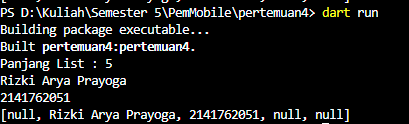 PS D:\Kuliah\Semester 5\PemMobile\pertemuan4> dart run
Building package executable...
Built pertemuan4:pertemuan4.
Panjang List : 5
Rizki Arya Prayoga
2141762051
[null, Rizki Arya Prayoga, 2141762051, null, null]